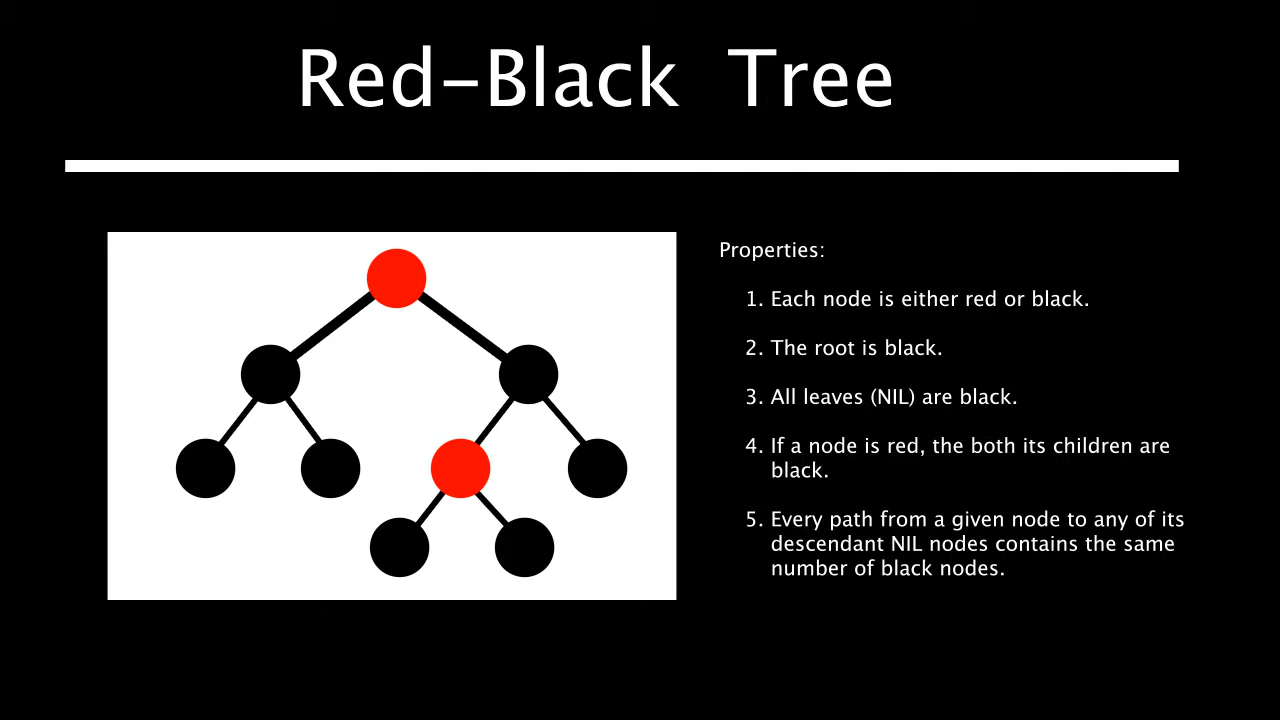 Red-Black Tree
Properties:
1. Each node is either red or black.
2. The root is black.
3. All leaves (NIL) are black.
4. If a node is red, the both its children are
black.
5. Every path from a given node to any of its
descendant NIL nodes contains the same
number of black nodes.